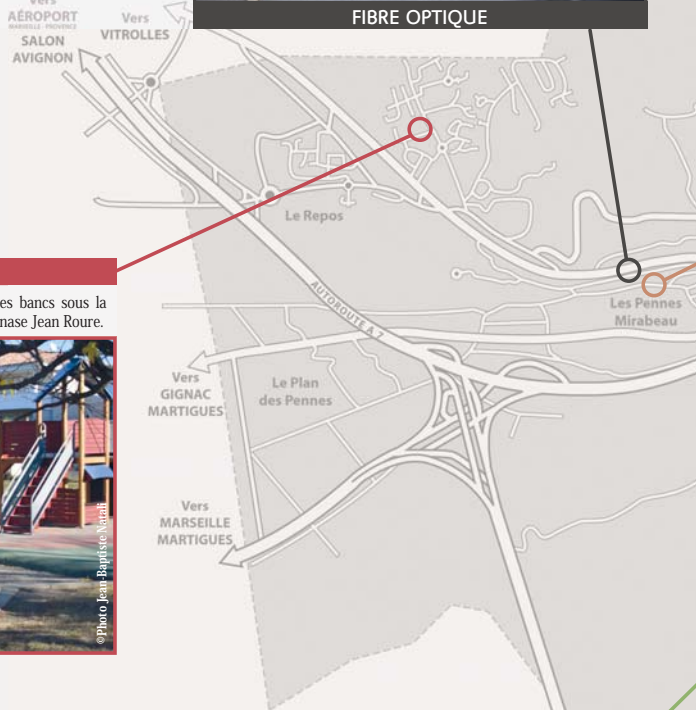 Vers
AÉROPORT
MARSEILLE - PROVENCE
SALON
AVIGNON
Vers
VITROLLES
FIBRE OPTIQUE
Le Repos
es bancs sous la
nase Jean Roure.
AUTOROUTE A 7
Les Pennes
Mirabeau
Vers
GIGNAC
MARTIGUES
Le Plan
des Pennes
Vers
MARSEILLE
MARTIGUES
©Photo Jean-Baptiste Natali